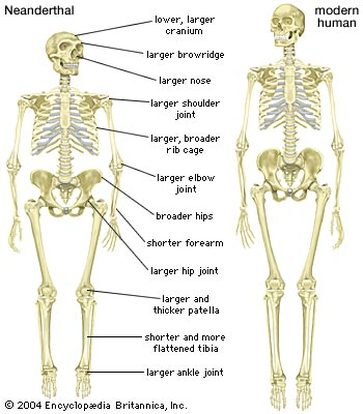 Neanderthal
modern
human
lower, larger
cranium
larger browridge
larger nose
larger shoulder
joint
larger, broader
rib cage
larger elbow
joint
broader hips
shorter forearm
larger hip joint
larger and
thicker patella
shorter and more
flattened tibia
larger ankle joint
© 2004 Encyclopædia Britannica, Inc.